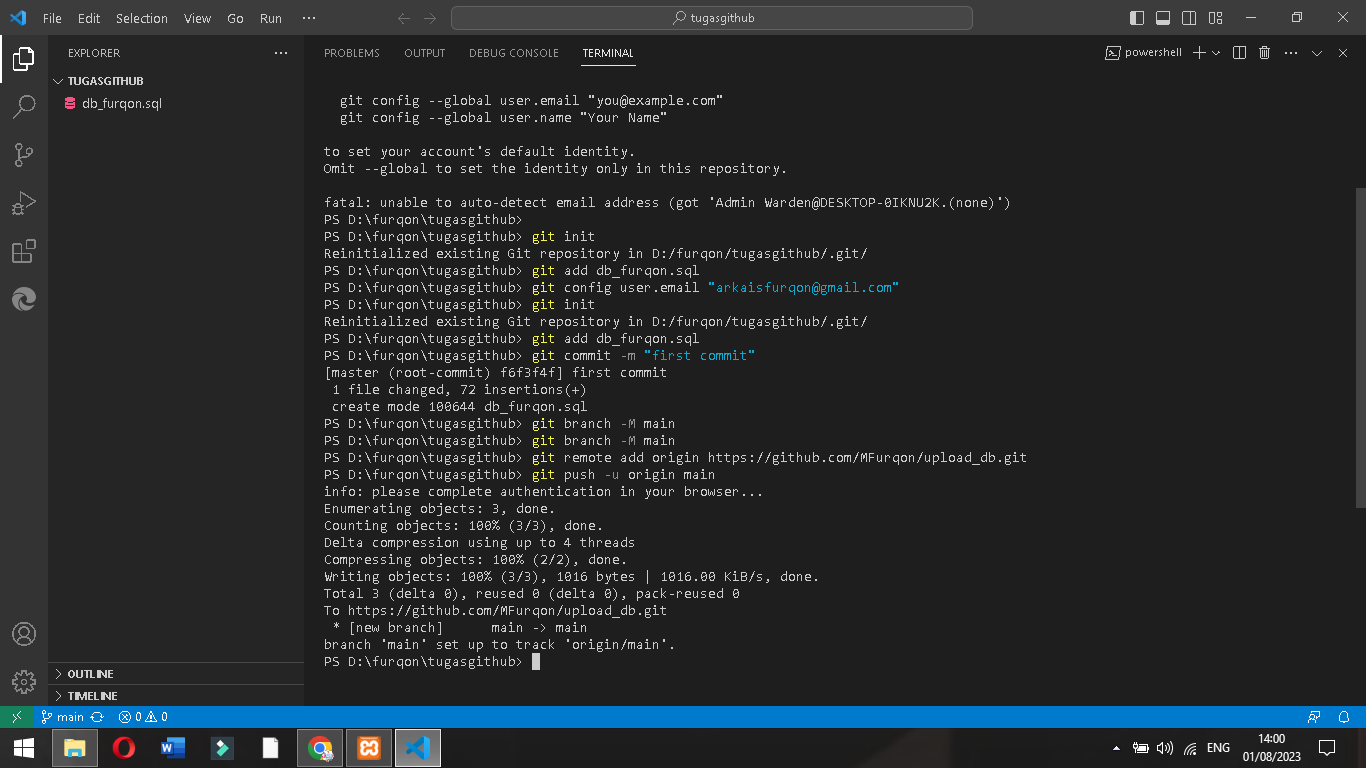 File Edit Selection View Go Run ··· tugasgithub
EXPLORER ···
TUGASGITHUB
db_furqon.sql
OUTLINE
TIMELINE
PROBLEMS OUTPUT DEBUG CONSOLE TERMINAL powershell
git config --global user.email "you@example.com"
git config --global user.name "Your Name"
to set your account's default identity.
Omit --global to set the identity only in this repository.
fatal: unable to auto-detect email address (got 'Admin Warden@DESKTOP-0IKNU2K.(none)')
PS D:\furqon\tugasgithub>
PS D:\furqon\tugasgithub> git init
Reinitialized existing Git repository in D:/furqon/tugasgithub/.git/
PS D:\furqon\tugasgithub> git add db_furqon.sql
PS D:\furqon\tugasgithub> git config user.email "arkaisfurqon@gmail.com"
PS D:\furqon\tugasgithub> git init
Reinitialized existing Git repository in D:/furqon/tugasgithub/.git/
PS D:\furqon\tugasgithub> git add db_furqon.sql
PS D:\furqon\tugasgithub> git commit -m "first commit"
[master (root-commit) f6f3f4f] first commit
1 file changed, 72 insertions(+)
create mode 100644 db_furqon.sql
PS D:\furqon\tugasgithub> git branch -M main
PS D:\furqon\tugasgithub> git branch -M main
PS D:\furqon\tugasgithub> git remote add origin https://github.com/MFurqon/upload_db.git
PS D:\furqon\tugasgithub> git push -u origin main
info: please complete authentication in your browser...
Enumerating objects: 3, done.
Counting objects: 100% (3/3), done.
Delta compression using up to 4 threads
Compressing objects: 100% (2/2), done.
Writing objects: 100% (3/3), 1016 bytes | 1016.00 KiB/s, done.
Total 3 (delta 0), reused 0 (delta 0), pack-reused 0
To https://github.com/MFurqon/upload_db.git
* [new branch]      main -> main
branch 'main' set up to track 'origin/main'.
PS D:\furqon\tugasgithub>
main 0 0
ENG
14:00
01/08/2023